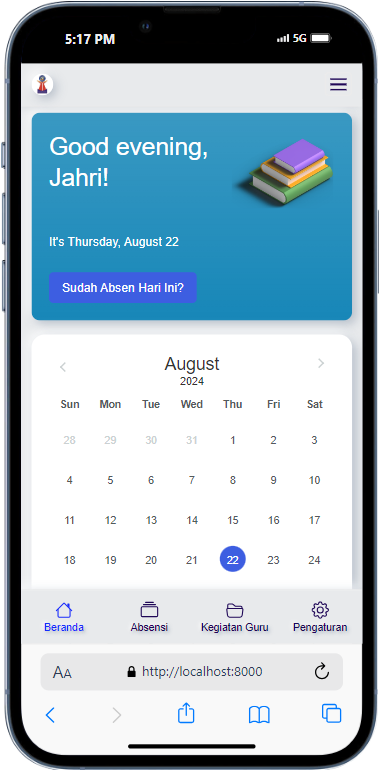 5:17 PM 5G
Good evening,
Jahri!
It's Thursday, August 22
Sudah Absen Hari Ini?
August
2024
Sun Mon Tue Wed Thu Fri Sat
28 29 30 31 1 2 3
4 5 6 7 8 9 10
11 12 13 14 15 16 17
18 19 20 21 22 23 24
Beranda Absensi Kegiatan Guru Pengaturan
AA http://localhost:8000